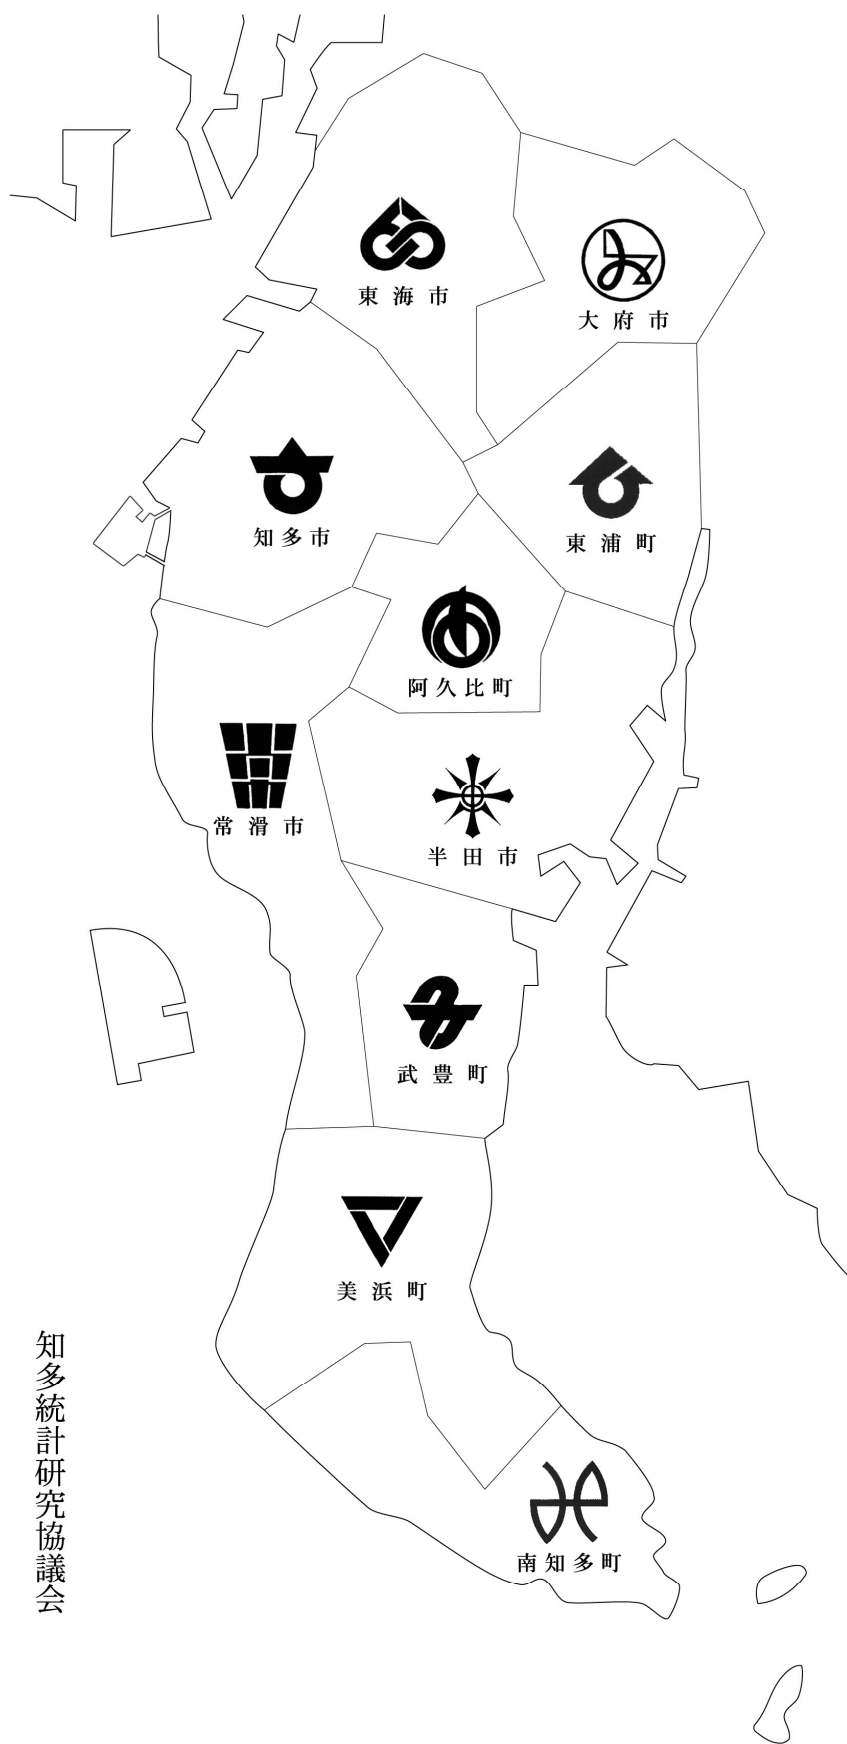 東海市
大府市
知多市
東浦町
阿久比町
常滑市
半田市
武豊町
美浜町
南知多町
知多統計研究協議会